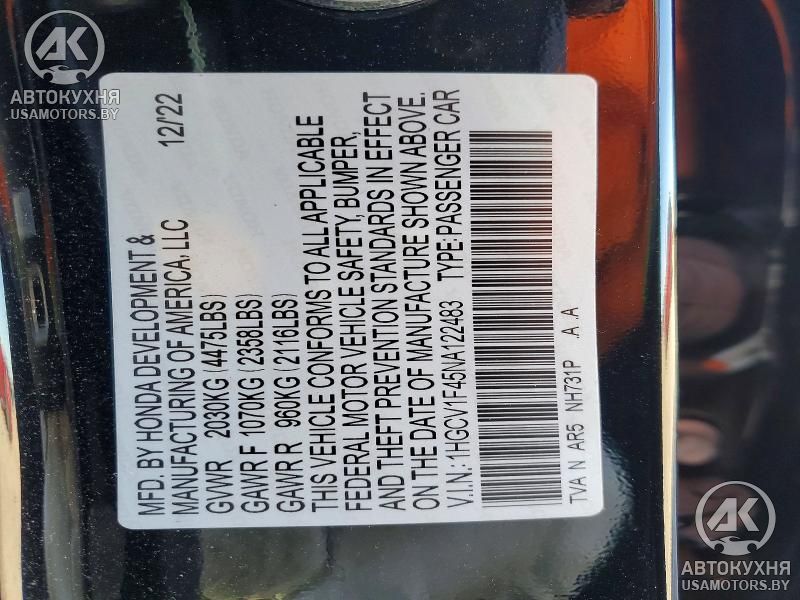 AK
АВТОКУХНЯ
USAMOTORS.BY
MFD. BY HONDA DEVELOPMENT &
MANUFACTURING OF AMERICA, LLC 12/'22
GVWR 2030KG (4475LBS)
GAWR F 1070KG (2358LBS)
GAWR R 960KG (2116LBS)
THIS VEHICLE CONFORMS TO ALL APPLICABLE
FEDERAL MOTOR VEHICLE SAFETY, BUMPER,
AND THEFT PREVENTION STANDARDS IN EFFECT
ON THE DATE OF MANUFACTURE SHOWN ABOVE.
V.I.N.: 1HGCV1F45NA122483 TYPE:PASSENGER CAR
TVA N AR5 NH731P .A .A
AK
АВТОКУХНЯ
USAMOTORS.BY